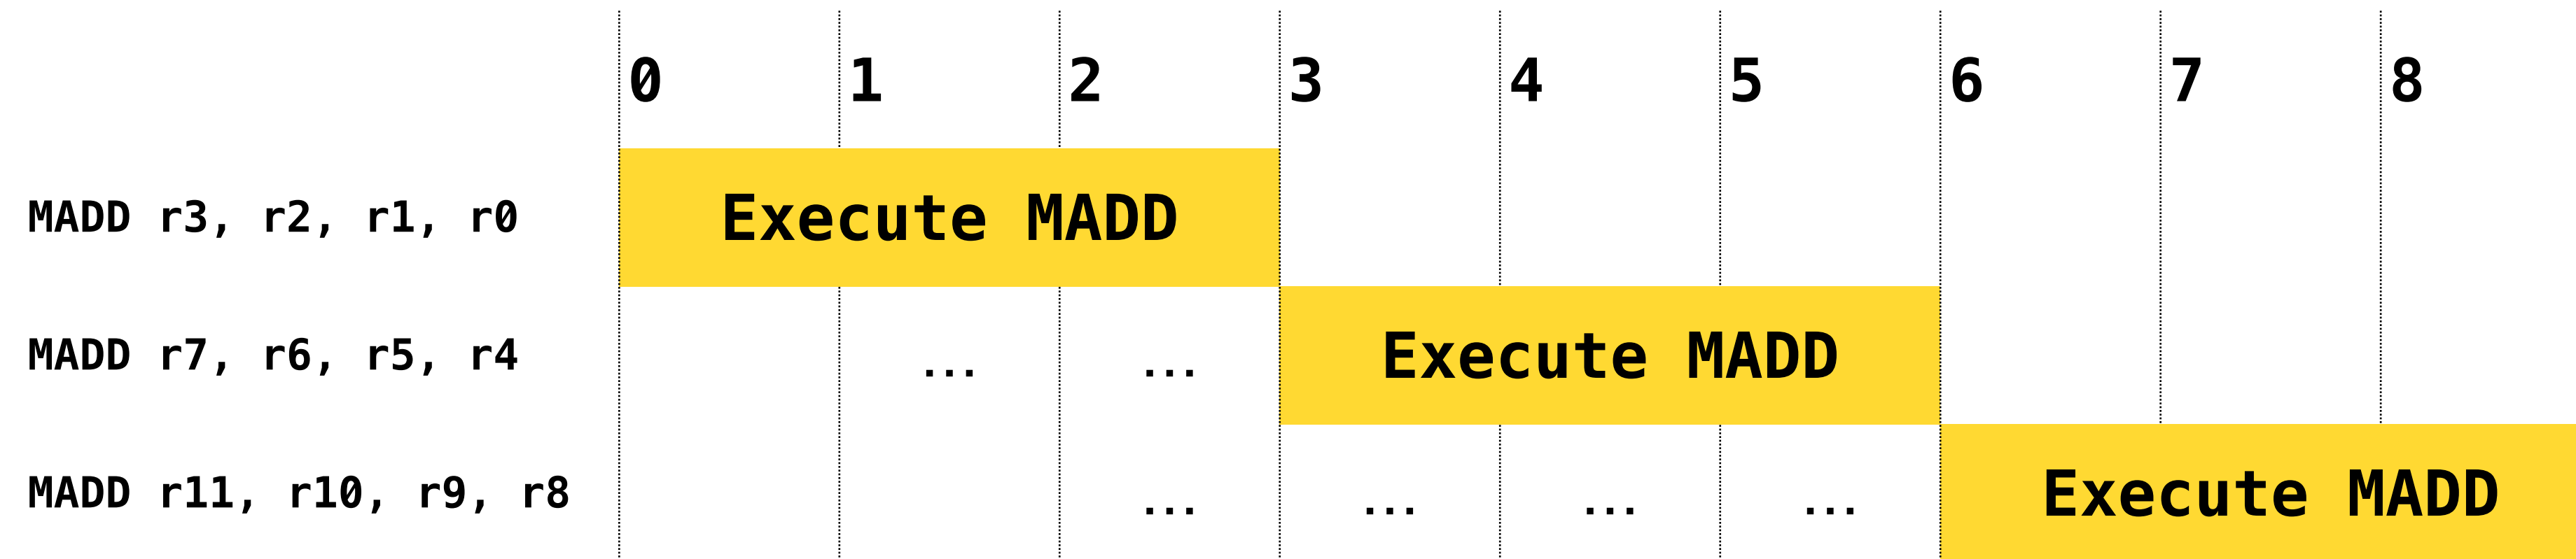 0 1 2 3 4 5 6 7 8
MADD r3, r2, r1, r0 Execute MADD
MADD r7, r6, r5, r4 ... ... Execute MADD
MADD r11, r10, r9, r8 ... ... ... ... Execute MADD